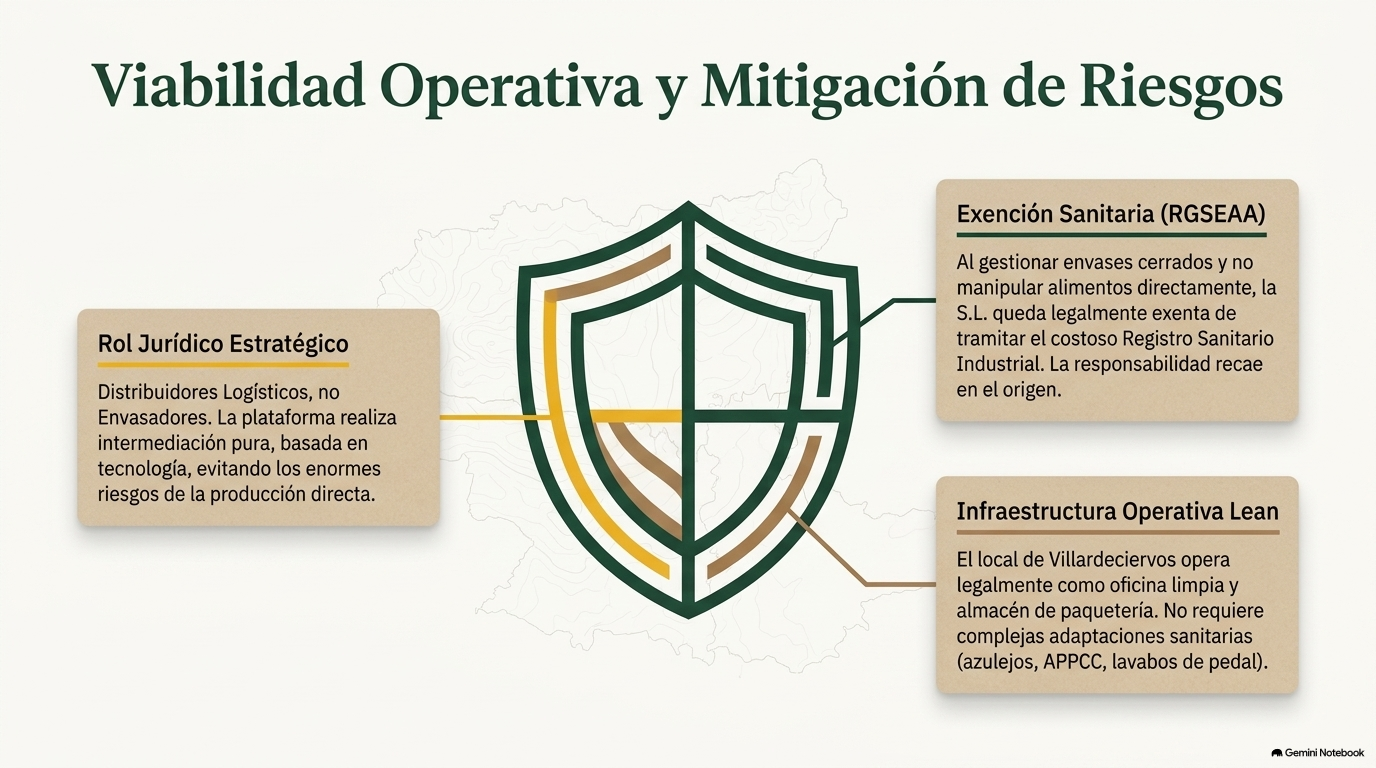 Viabilidad Operativa y Mitigación de Riesgos
Rol Jurídico Estratégico
Distribuidores Logísticos, no
Envasadores. La plataforma realiza
intermediación pura, basada en
tecnología, evitando los enormes
riesgos de la producción directa.
Exención Sanitaria (RGSEAA)
Al gestionar envases cerrados y no
manipular alimentos directamente, la
S.L. queda legalmente exenta de
tramitar el costoso Registro Sanitario
Industrial. La responsabilidad recae
en el origen.
Infraestructura Operativa Lean
El local de Villardeciervos opera
legalmente como oficina limpia y
almacén de paquetería. No requiere
complejas adaptaciones sanitarias
(azulejos, APPCC, lavabos de pedal).
Gemini Notebook